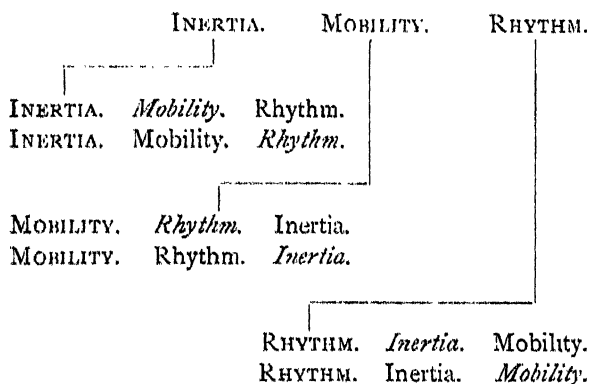 INERTIA. MOBILITY. RHYTHM.
INERTIA. Mobility. Rhythm.
INERTIA. Mobility. Rhythm.
MOBILITY. Rhythm. Inertia.
MOBILITY. Rhythm. Inertia.
RHYTHM. Inertia. Mobility.
RHYTHM. Inertia. Mobility.